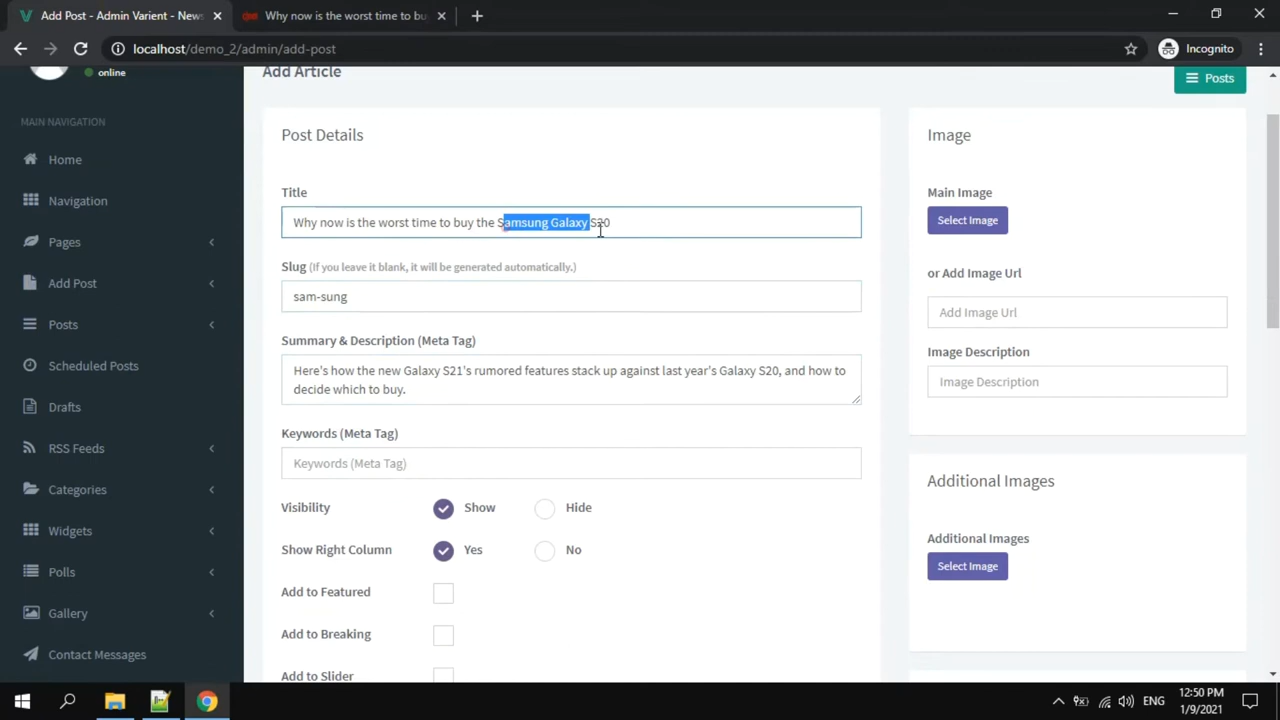 Add Post - Admin Varient - News
Why now is the worst time to bu
localhost/demo_2/admin/add-post
Incognito
online
MAIN NAVIGATION
Home
Navigation
Pages
Add Post
Posts
Scheduled Posts
Drafts
RSS Feeds
Categories
Widgets
Polls
Gallery
Contact Messages
Add Article
Posts
Post Details
Title
Why now is the worst time to buy the Samsung Galaxy S20
Slug (If you leave it blank, it will be generated automatically.)
sam-sung
Summary & Description (Meta Tag)
Here's how the new Galaxy S21's rumored features stack up against last year's Galaxy S20, and how to
decide which to buy.
Keywords (Meta Tag)
Keywords (Meta Tag)
Visibility
Show
Hide
Show Right Column
Yes
No
Add to Featured
Add to Breaking
Add to Slider
Image
Main Image
Select Image
or Add Image Url
Add Image Url
Image Description
Image Description
Additional Images
Additional Images
Select Image
ENG
12:50 PM
1/9/2021